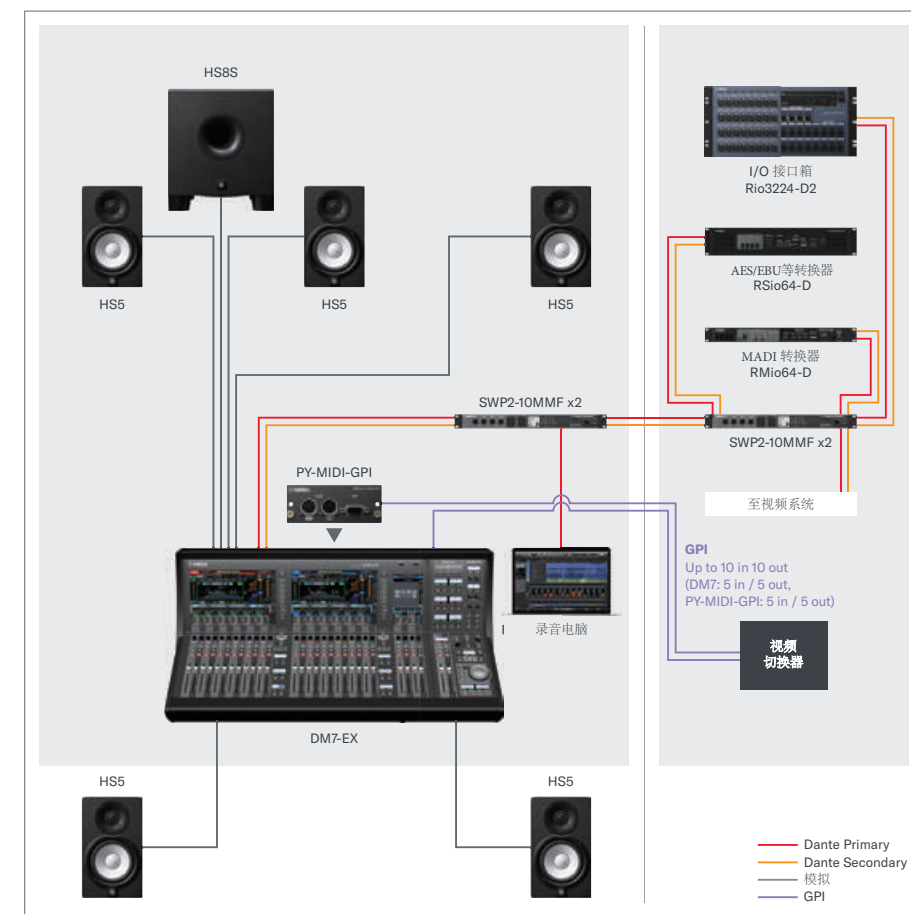 HS8S
HS5
HS5
HS5
I/O 接口箱
Rio3224-D2
AES/EBU等转换器
RSio64-D
MADI 转换器
RMio64-D
SWP2-10MMF x2
SWP2-10MMF x2
至视频系统
PY-MIDI-GPI
GPI
Up to 10 in 10 out
(DM7: 5 in / 5 out,
PY-MIDI-GPI: 5 in / 5 out)
视频
切换器
录音电脑
DM7-EX
HS5
HS5
Dante Primary
Dante Secondary
模拟
GPI